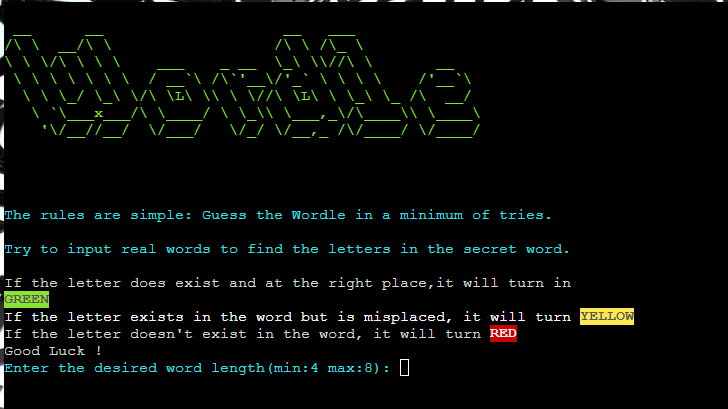 Wordle
The rules are simple: Guess the Wordle in a minimum of tries.
Try to input real words to find the letters in the secret word.
If the letter does exist and at the right place,it will turn in
GREEN
If the letter exists in the word but is misplaced, it will turn YELLOW
If the letter doesn't exist in the word, it will turn RED
Good Luck !
Enter the desired word length(min:4 max:8):